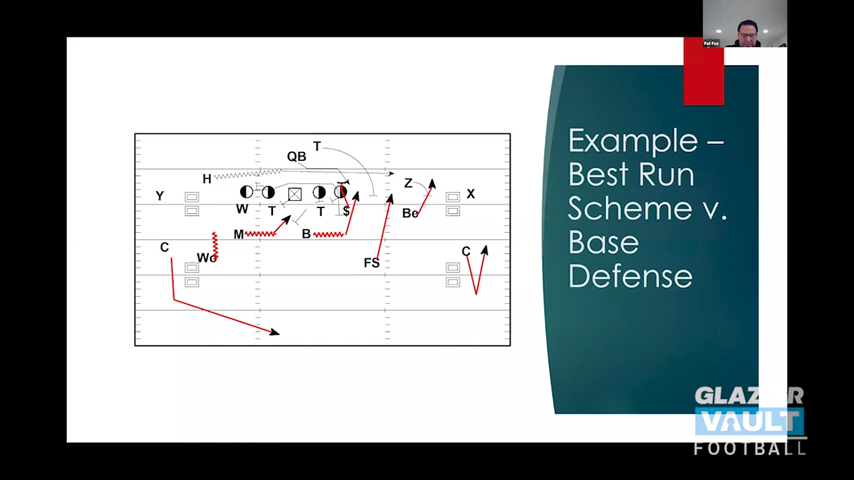 Pat Fox
Example –
Best Run
Scheme v.
Base
Defense
T
QB
H
Z
Y
X
W
T
T
$
Be
M
B
C
Wo
FS
C
GLAZIER
VAULT
FOOTBALL